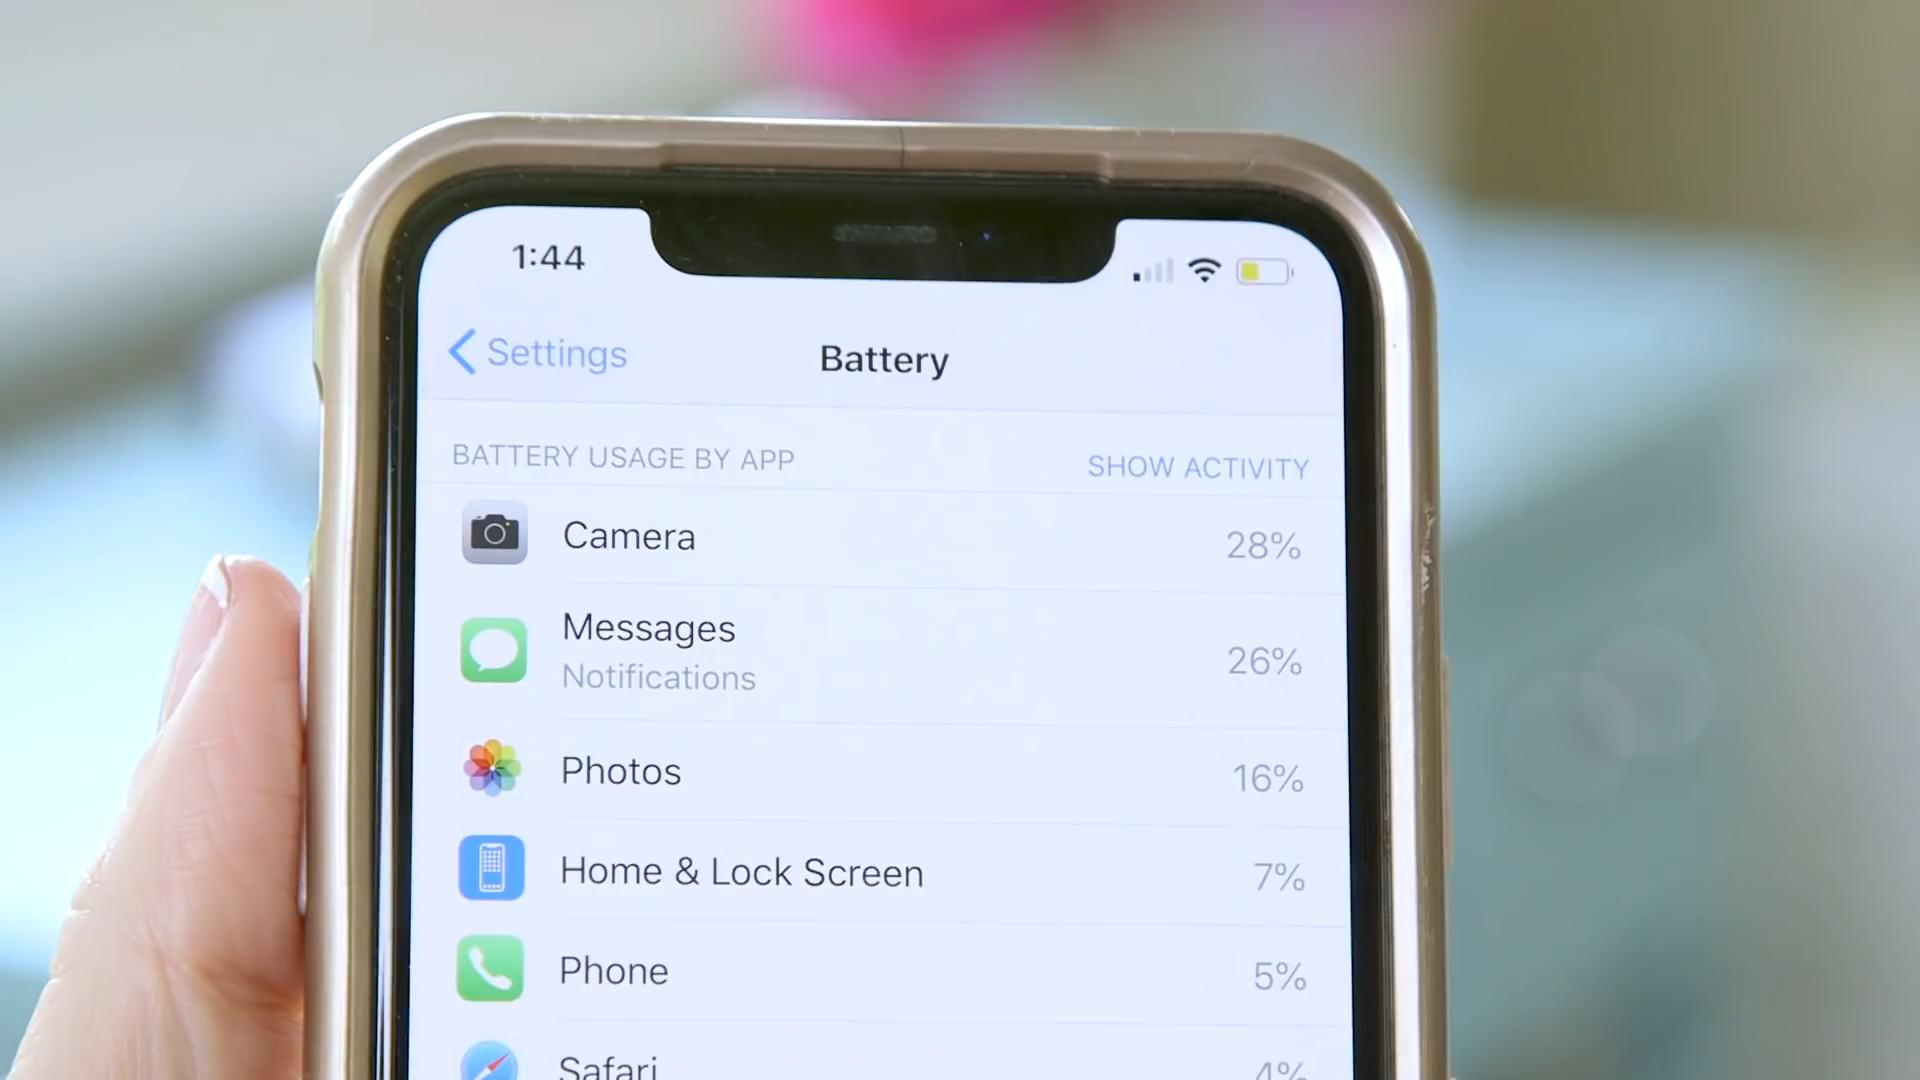 1:44
Settings
Battery
BATTERY USAGE BY APP
SHOW ACTIVITY
Camera
28%
Messages
Notifications
26%
Photos
16%
Home & Lock Screen
7%
Phone
5%
Safari
4%